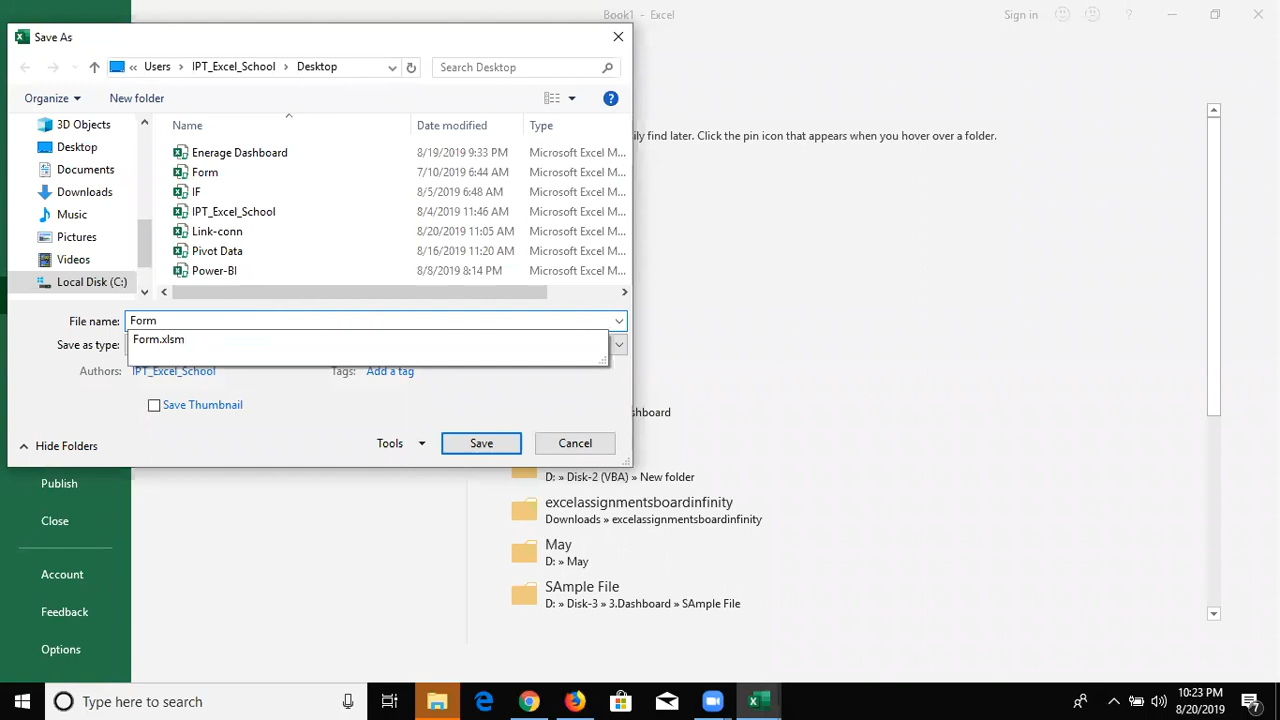 Book1 - Excel
Sign in
Save As
« Users > IPT_Excel_School > Desktop
Search Desktop
Organize
New folder
3D Objects
Desktop
Documents
Downloads
Music
Pictures
Videos
Local Disk (C:)
Name Date modified Type
Enerage Dashboard 8/19/2019 9:33 PM Microsoft Excel M...
Form 7/10/2019 6:44 AM Microsoft Excel M...
IF 8/5/2019 6:48 AM Microsoft Excel M...
IPT_Excel_School 8/4/2019 11:46 AM Microsoft Excel M...
Link-conn 8/20/2019 11:05 AM Microsoft Excel M...
Pivot Data 8/16/2019 11:20 AM Microsoft Excel M...
Power-BI 8/8/2019 8:14 PM Microsoft Excel M...
File name: Form
Form.xlsm
Save as type:
Authors: IPT_Excel_School Tags: Add a tag
Save Thumbnail
Hide Folders
Tools
Save
Cancel
ily find later. Click the pin icon that appears when you hover over a folder.
shboard
D: » Disk-2 (VBA) » New folder
excelassignmentsboardinfinity
Downloads » excelassignmentsboardinfinity
May
D: » May
SAmple File
D: » Disk-3 » 3.Dashboard » SAmple File
Publish
Close
Account
Feedback
Options
Type here to search
10:23 PM
8/20/2019
7